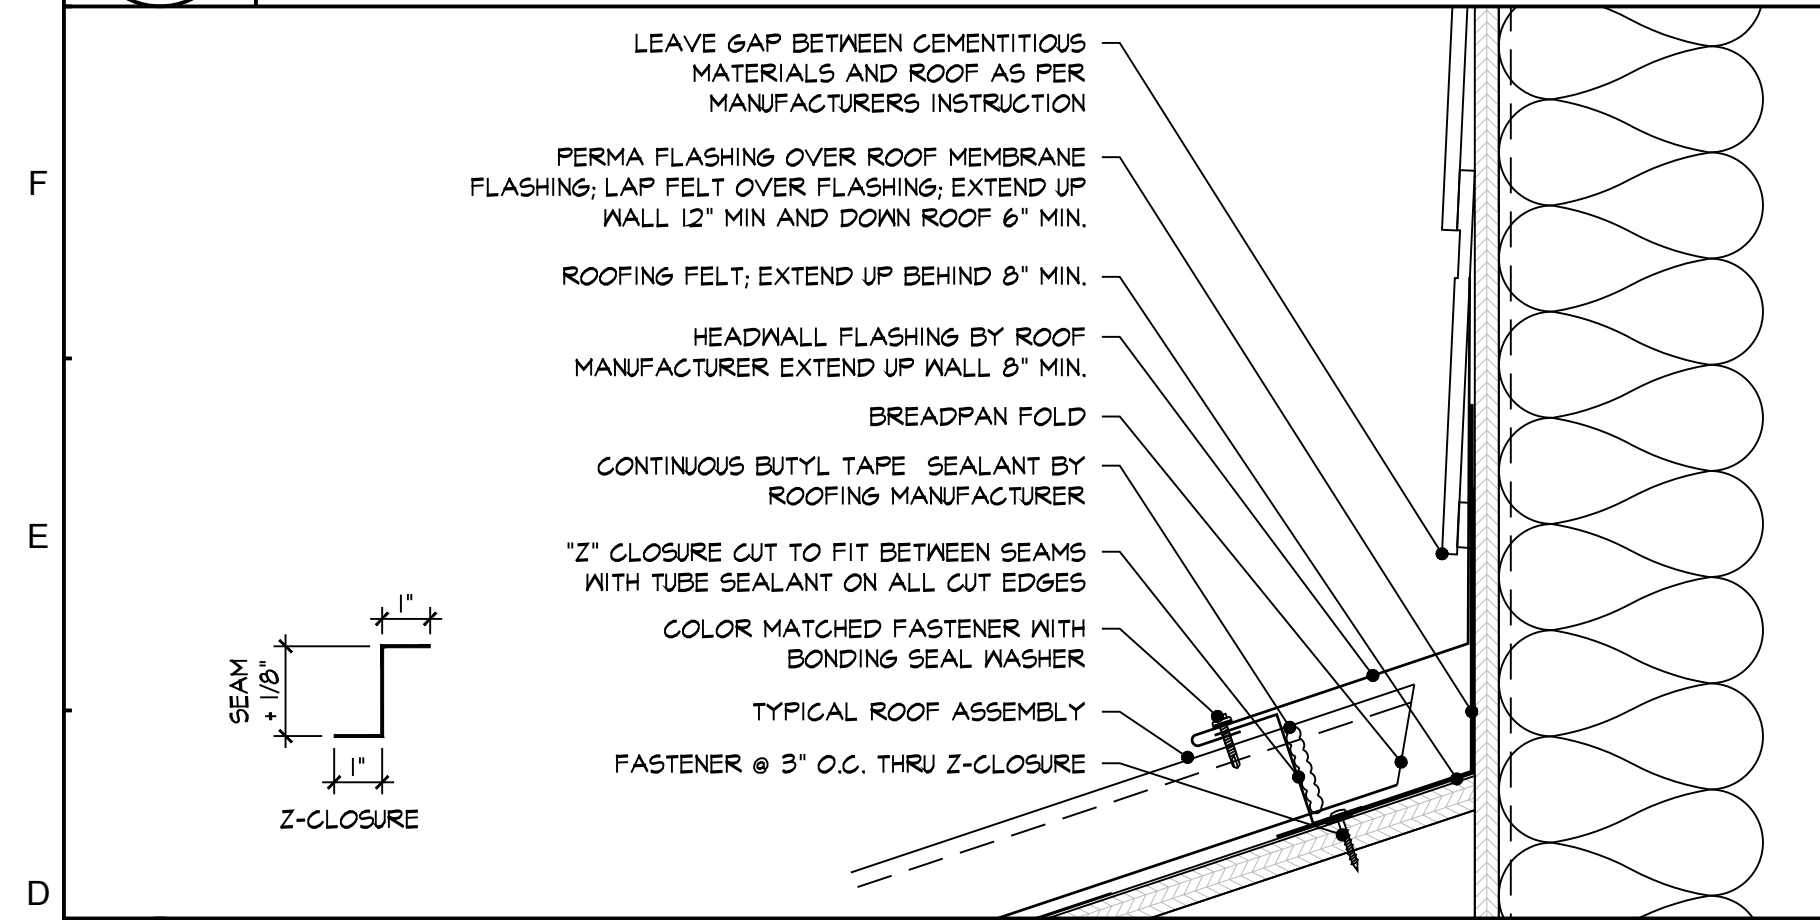 LEAVE GAP BETWEEN CEMENTITIOUS
MATERIALS AND ROOF AS PER
MANUFACTURERS INSTRUCTION
PERMA FLASHING OVER ROOF MEMBRANE
FLASHING; LAP FELT OVER FLASHING; EXTEND UP
WALL 12" MIN AND DOWN ROOF 6" MIN.
ROOFING FELT; EXTEND UP BEHIND 8" MIN.
HEADWALL FLASHING BY ROOF
MANUFACTURER EXTEND UP WALL 8" MIN.
BREADPAN FOLD
CONTINUOUS BUTYL TAPE  SEALANT BY
ROOFING MANUFACTURER
"Z" CLOSURE CUT TO FIT BETWEEN SEAMS
WITH TUBE SEALANT ON ALL CUT EDGES
COLOR MATCHED FASTENER WITH
BONDING SEAL WASHER
TYPICAL ROOF ASSEMBLY
FASTENER @ 3" O.C. THRU Z-CLOSURE
F
E
D
1"
SEAM
+ 1/8"
1"
Z-CLOSURE